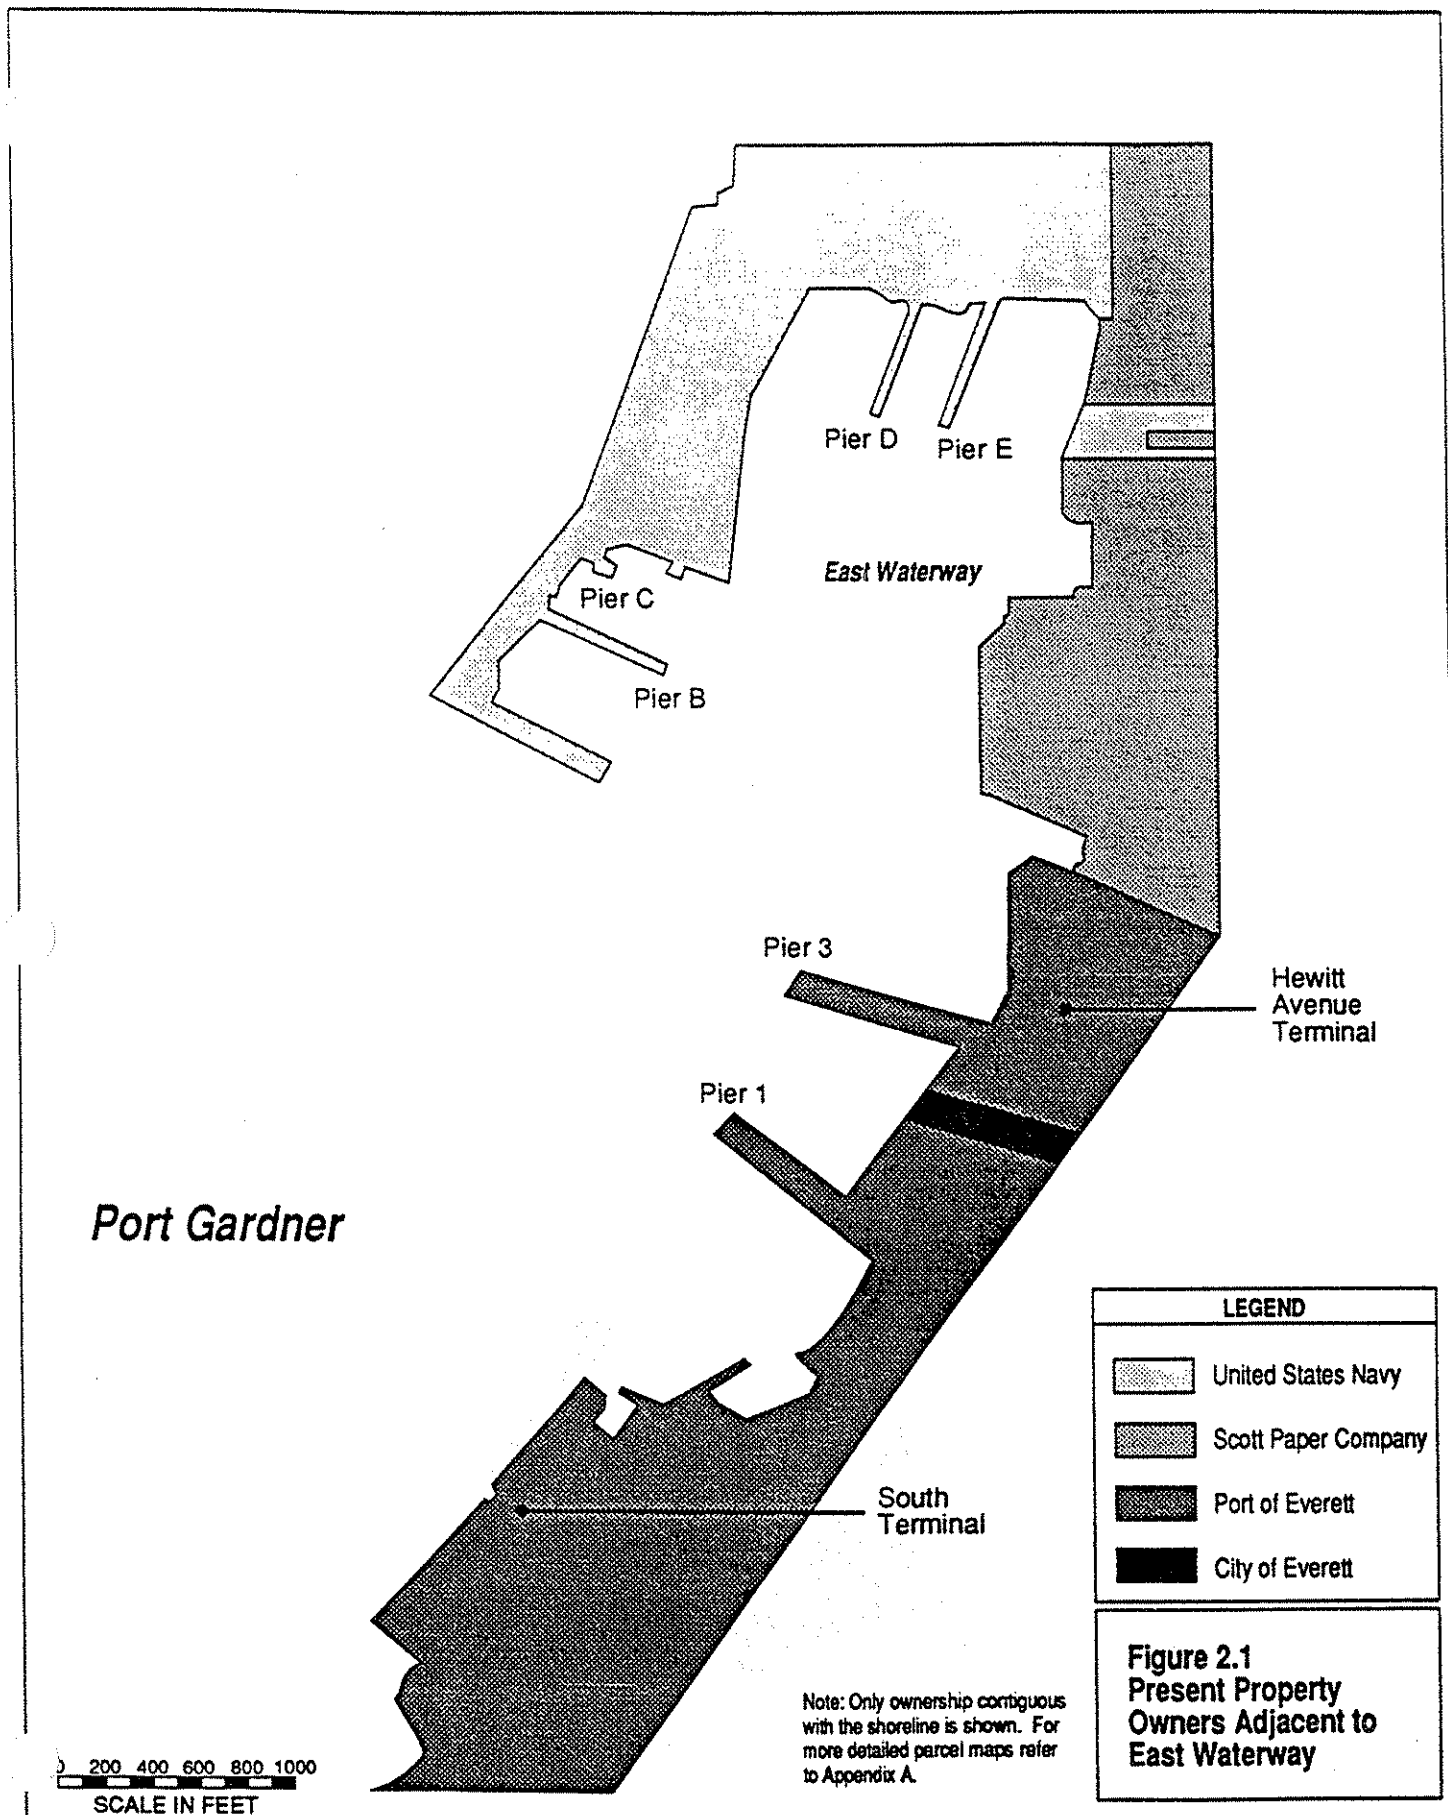 Pier D
Pier E
East Waterway
Pier C
Pier B
Pier 3
Hewitt
Avenue
Terminal
Pier 1
Port Gardner
LEGEND
United States Navy
Scott Paper Company
Port of Everett
City of Everett
South
Terminal
Figure 2.1
Present Property
Owners Adjacent to
East Waterway
Note: Only ownership contiguous
with the shoreline is shown. For
more detailed parcel maps refer
to Appendix A.
0 200 400 600 800 1000
SCALE IN FEET